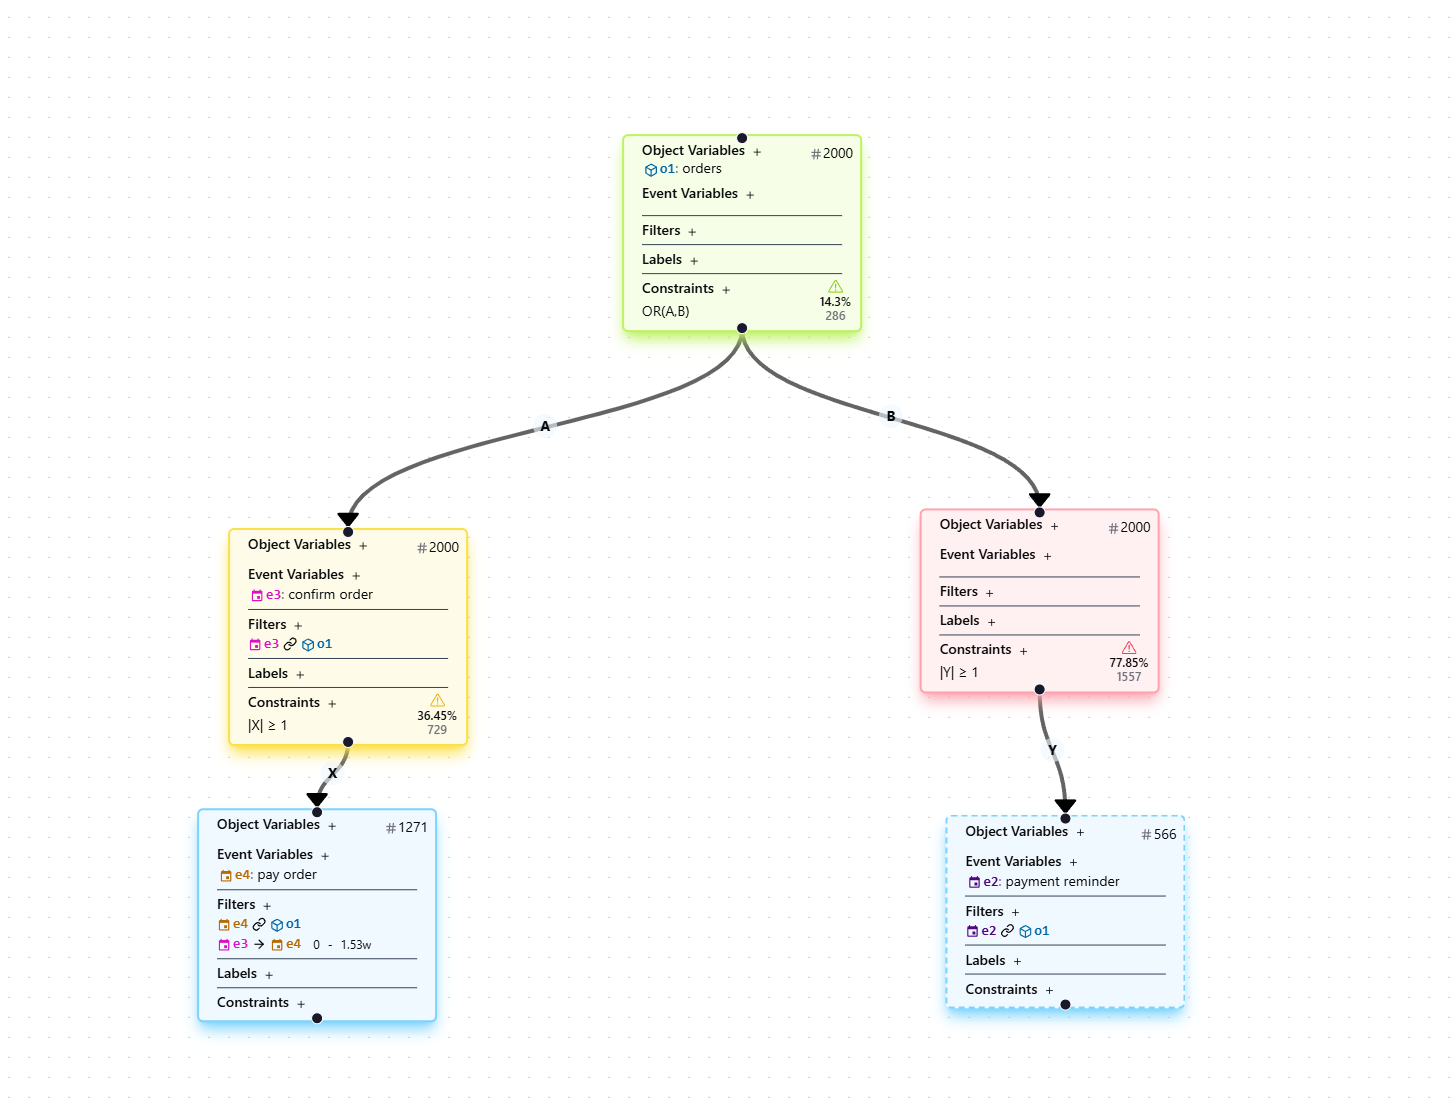 Object Variables + #2000
o1: orders
Event Variables +
Filters +
Labels +
Constraints +
14.3%
OR(A,B)
286
A
B
Object Variables + #2000
Event Variables +
e3: confirm order
Filters +
e3 o1
Labels +
Constraints +
36.45%
|X| ≥ 1
729
Object Variables + #2000
Event Variables +
Filters +
Labels +
Constraints +
77.85%
|Y| ≥ 1
1557
X
Y
Object Variables + #1271
Event Variables +
e4: pay order
Filters +
e4 o1
e3 → e4 0 - 1.53w
Labels +
Constraints +
Object Variables + #566
Event Variables +
e2: payment reminder
Filters +
e2 o1
Labels +
Constraints +